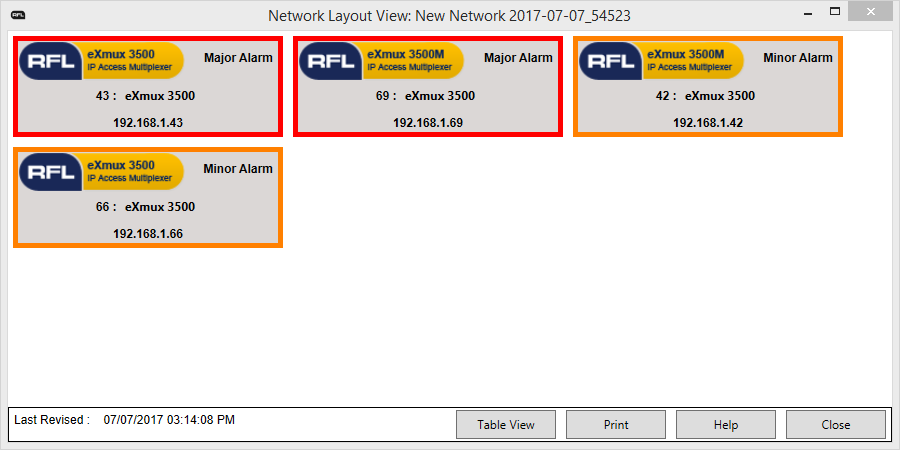 RFL
Network Layout View: New Network 2017-07-07_54523
RFL
eXmux 3500
IP Access Multiplexer
Major Alarm
43 : eXmux 3500
192.168.1.43
RFL
eXmux 3500M
IP Access Multiplexer
Major Alarm
69 : eXmux 3500
192.168.1.69
RFL
eXmux 3500M
IP Access Multiplexer
Minor Alarm
42 : eXmux 3500
192.168.1.42
RFL
eXmux 3500
IP Access Multiplexer
Minor Alarm
66 : eXmux 3500
192.168.1.66
Last Revised : 07/07/2017 03:14:08 PM
Table View
Print
Help
Close